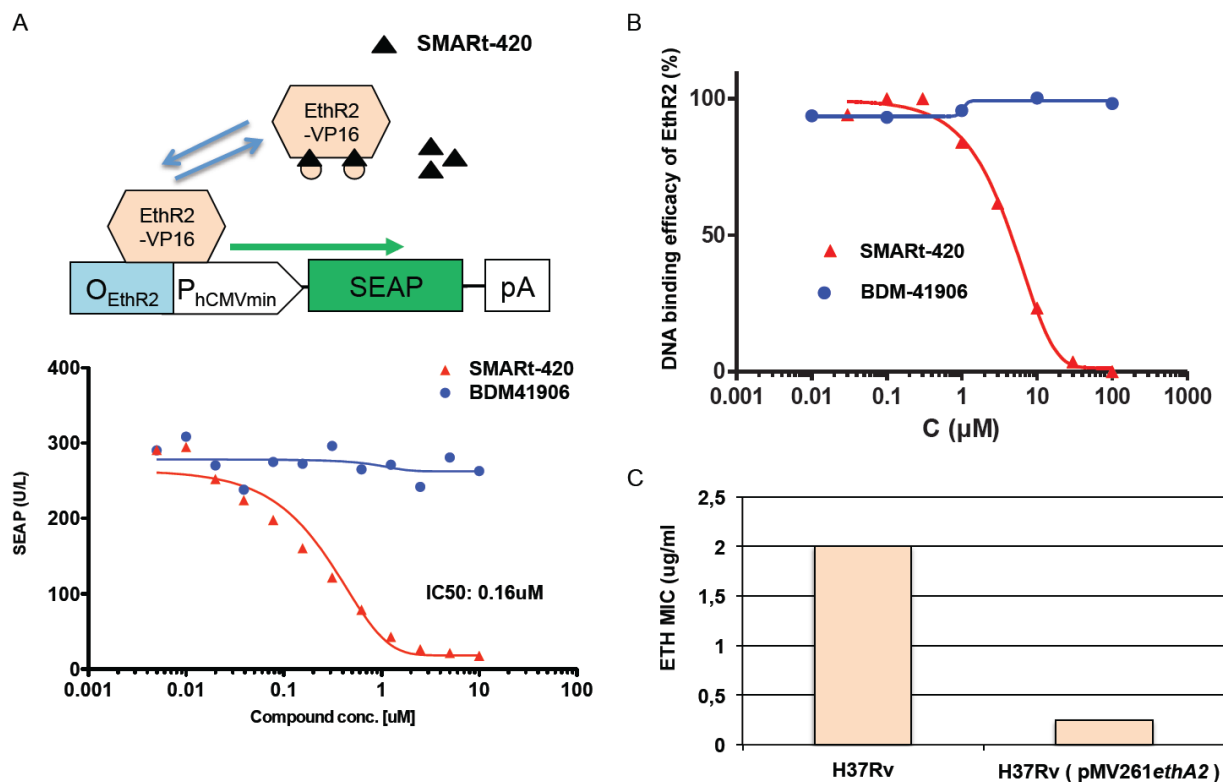 A
SMARt-420
EthR2
-VP16
EthR2
-VP16
OEthR2
PhCMVmin
SEAP
pA
400
300
200
100
0
SEAP (U/L)
SMARt-420
BDM41906
IC50: 0.16uM
0.001
0.01
0.1
1
10
100
Compound conc. [uM]
B
DNA binding efficacy of EthR2 (%)
100
50
0
SMARt-420
BDM-41906
0.001
0.01
0.1
1
10
100
1000
C (µM)
C
ETH MIC (ug/ml)
2,5
2
1,5
1
0,5
0
H37Rv
H37Rv ( pMV261ethA2 )